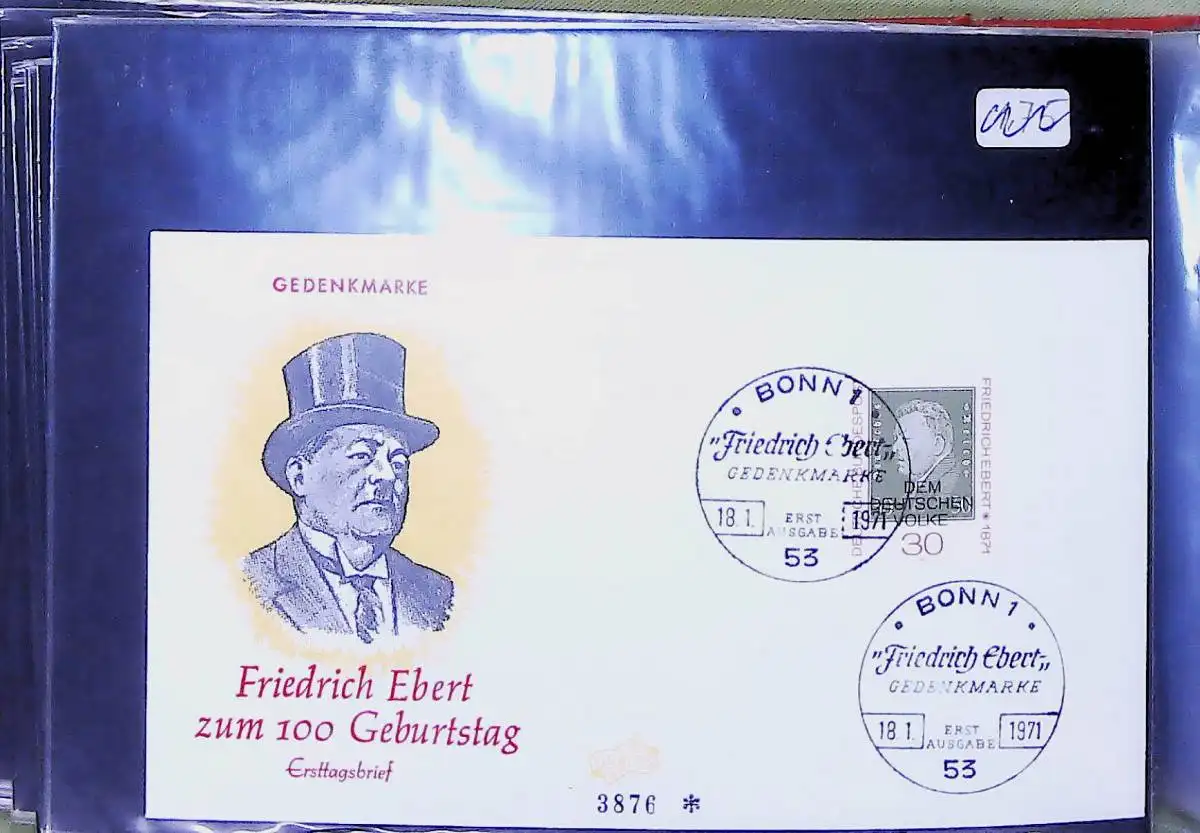 GEDENKMARKE
Friedrich Ebert
zum 100 Geburtstag
Ersttagsbrief
3876 *
BONN 1
"Friedrich Ebert"
GEDENKMARKE
18.1.
ERST
AUSGABE
1971
53
FRIEDRICH EBERT * 1871
DEM
DEUTSCHEN
VOLKE
30
BONN 1
"Friedrich Ebert"
GEDENKMARKE
18.1.
ERST
AUSGABE
1971
53